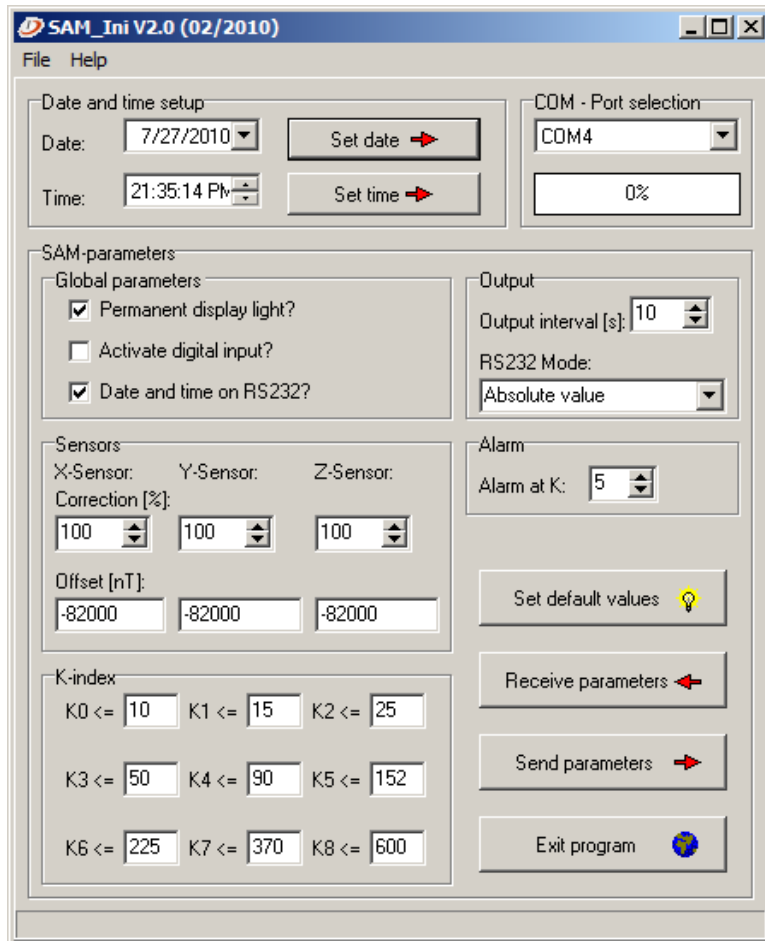 SAM_Ini V2.0 (02/2010)
File Help
Date and time setup
Date: 7/27/2010 Set date
Time: 21:35:14 PM Set time
COM - Port selection
COM4
0%
SAM-parameters
Global parameters
Permanent display light?
Activate digital input?
Date and time on RS232?
Output
Output interval [s]: 10
RS232 Mode:
Absolute value
Sensors
X-Sensor: Y-Sensor: Z-Sensor:
Correction [%]:
100 100 100
Offset [nT]:
-82000 -82000 -82000
Alarm
Alarm at K: 5
K-index
K0 <= 10 K1 <= 15 K2 <= 25
K3 <= 50 K4 <= 90 K5 <= 152
K6 <= 225 K7 <= 370 K8 <= 600
Set default values
Receive parameters
Send parameters
Exit program